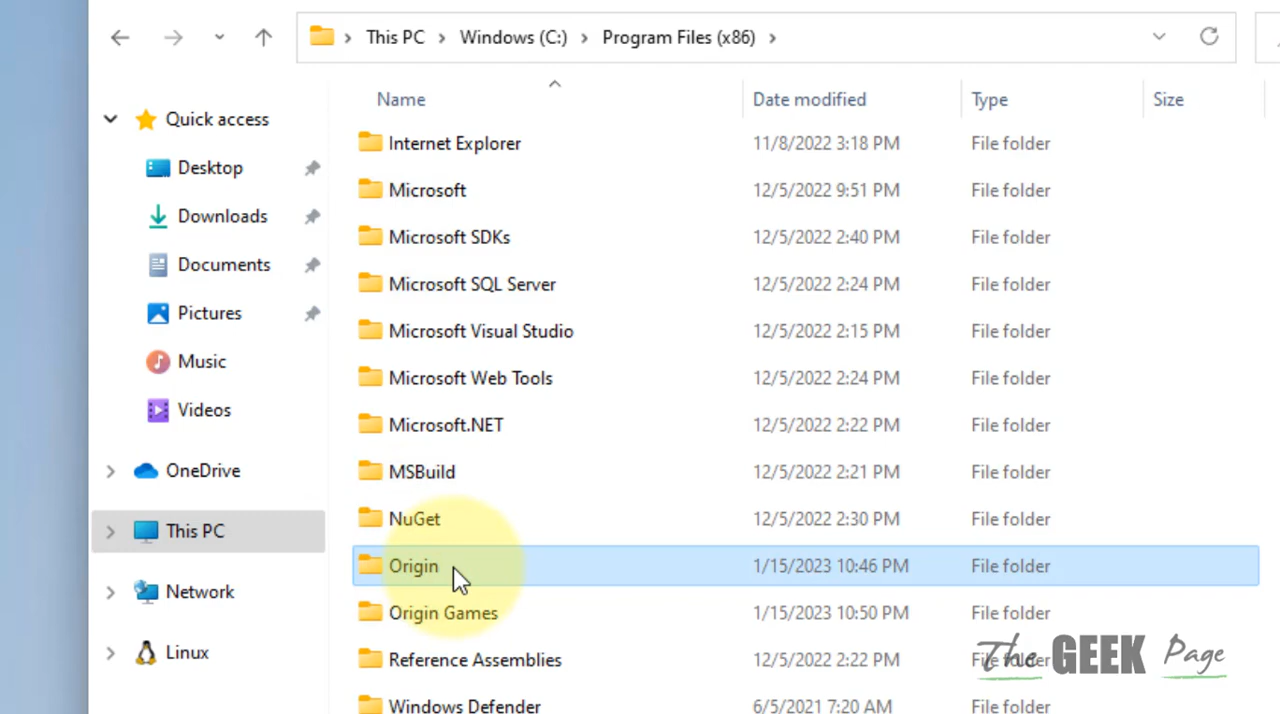 This PC > Windows (C:) > Program Files (x86) >
Name Date modified Type Size
Quick access
Desktop
Downloads
Documents
Pictures
Music
Videos
OneDrive
This PC
Network
Linux
Internet Explorer 11/8/2022 3:18 PM File folder
Microsoft 12/5/2022 9:51 PM File folder
Microsoft SDKs 12/5/2022 2:40 PM File folder
Microsoft SQL Server 12/5/2022 2:24 PM File folder
Microsoft Visual Studio 12/5/2022 2:15 PM File folder
Microsoft Web Tools 12/5/2022 2:24 PM File folder
Microsoft.NET 12/5/2022 2:22 PM File folder
MSBuild 12/5/2022 2:21 PM File folder
NuGet 12/5/2022 2:30 PM File folder
Origin 1/15/2023 10:46 PM File folder
Origin Games 1/15/2023 10:50 PM File folder
Reference Assemblies 12/5/2022 2:22 PM File folder
Windows Defender 6/5/2021 7:20 AM File folder
The GEEK Page